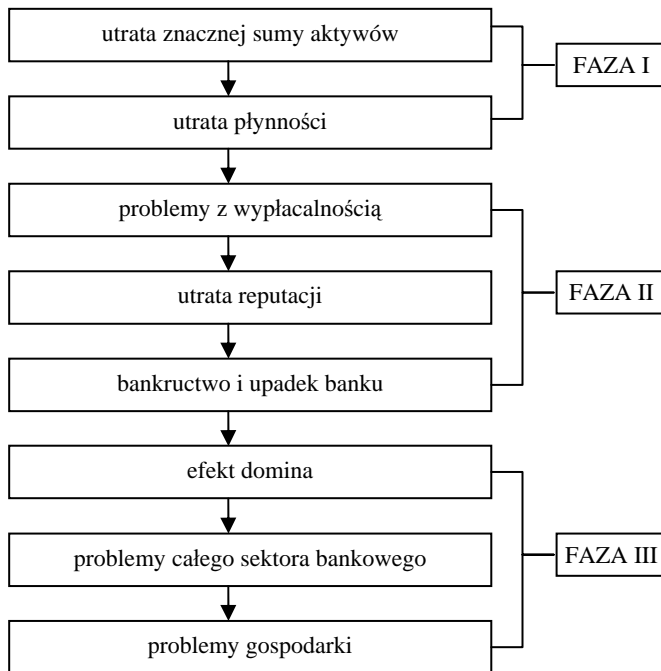 utrata znacznej sumy aktywów
FAZA I
utrata płynności
problemy z wypłacalnością
utrata reputacji
FAZA II
bankructwo i upadek banku
efekt domina
problemy całego sektora bankowego
FAZA III
problemy gospodarki